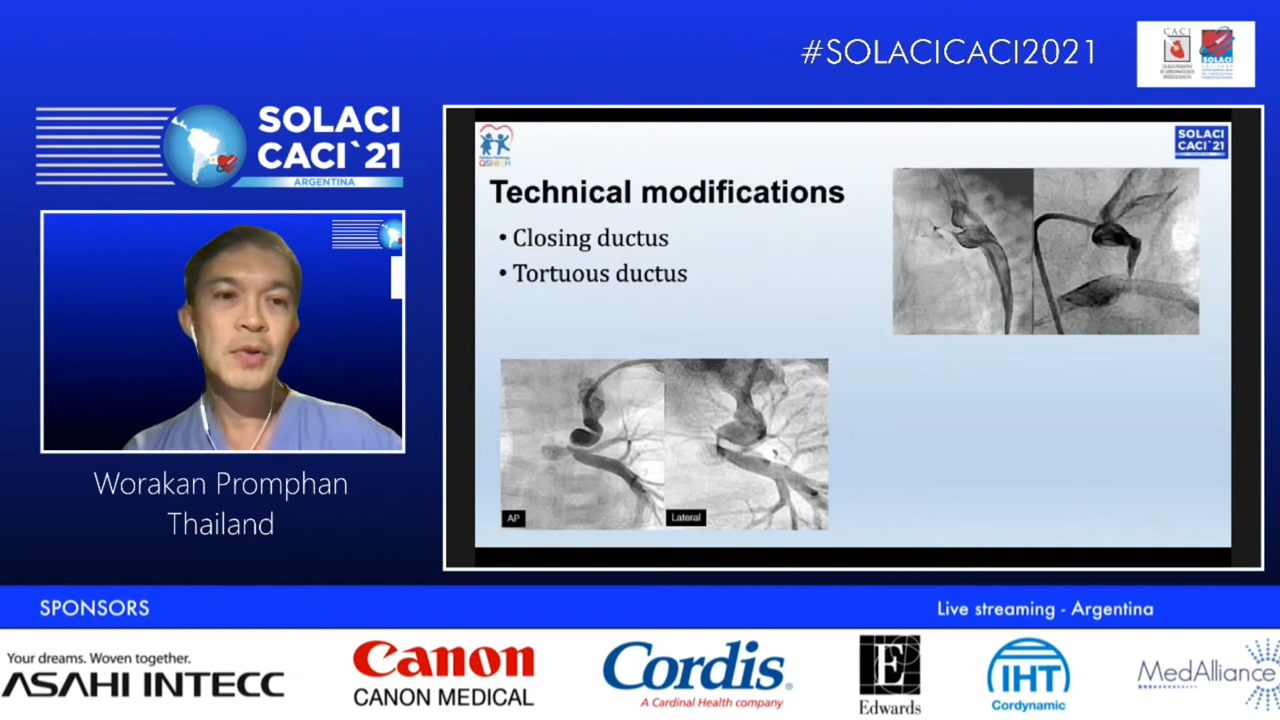 #SOLACICACI2021
CACI
SOLACI
SOLACI
CACI`21
ARGENTINA
Worakan Promphan
Thailand
SOLACI
CACI`21
Technical modifications
• Closing ductus
• Tortuous ductus
AP
Lateral
SPONSORS
Live streaming - Argentina
Your dreams. Woven together.
ASAHI INTECC
Canon
CANON MEDICAL
Cordis
A Cardinal Health company
E
Edwards
IHT
Cordynamic
MedAlliance